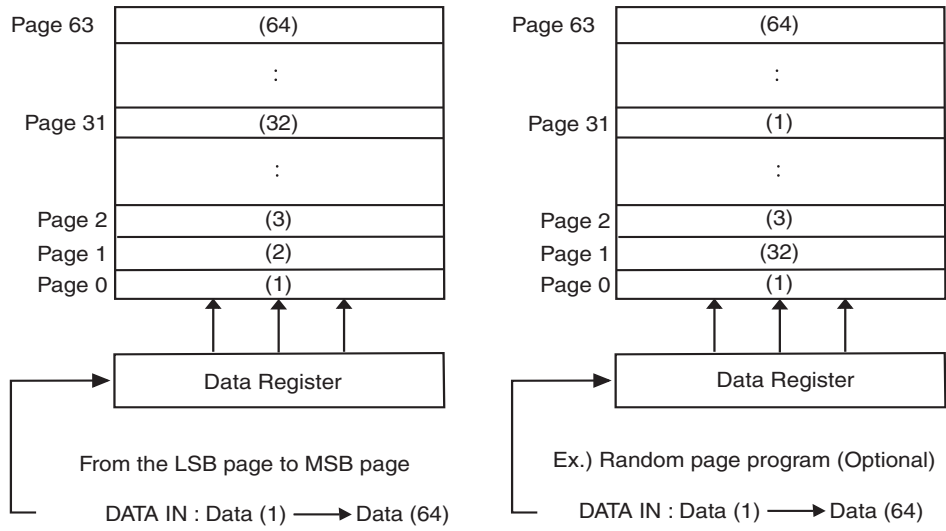 Page 63 (64)
:
Page 31 (32)
:
Page 2 (3)
Page 1 (2)
Page 0 (1)
Data Register
From the LSB page to MSB page
DATA IN : Data (1) Data (64)
Page 63 (64)
:
Page 31 (1)
:
Page 2 (3)
Page 1 (32)
Page 0 (1)
Data Register
Ex.) Random page program (Optional)
DATA IN : Data (1) Data (64)